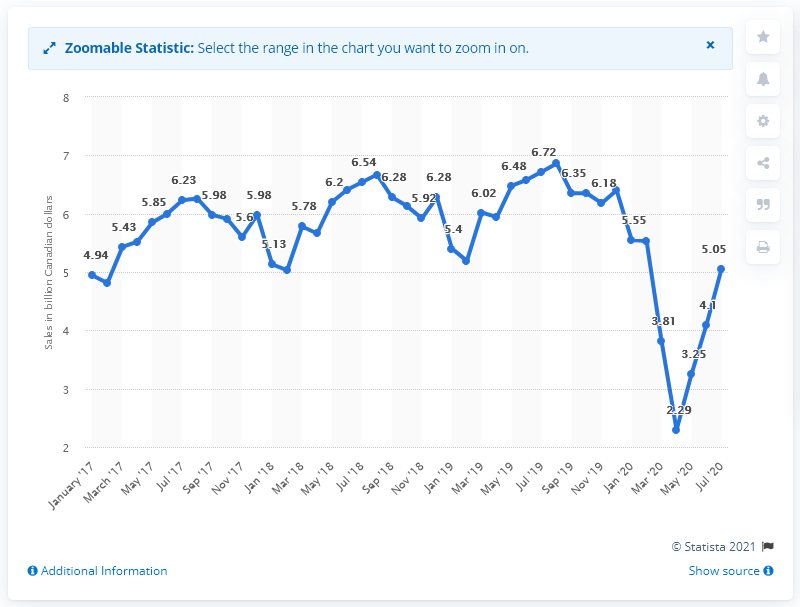 Zoomable Statistic: Select the range in the chart you want to zoom in on.
8
7
6
5
4
3
2
Sales in billion Canadian dollars
4.94
5.43
5.85
6.23
5.98
5.6
5.98
5.13
5.78
6.2
6.54
6.28
5.92
6.28
5.4
6.02
6.48
6.72
6.35
6.18
5.55
3.81
2.29
3.25
4.1
5.05
January '17
March '17
May '17
Jul '17
Sep '17
Nov '17
Jan '18
Mar '18
May '18
Jul '18
Sep '18
Nov '18
Jan '19
Mar '19
May '19
Jul '19
Sep '19
Nov '19
Jan '20
Mar '20
May '20
Jul '20
© Statista 2021
Additional Information
Show source